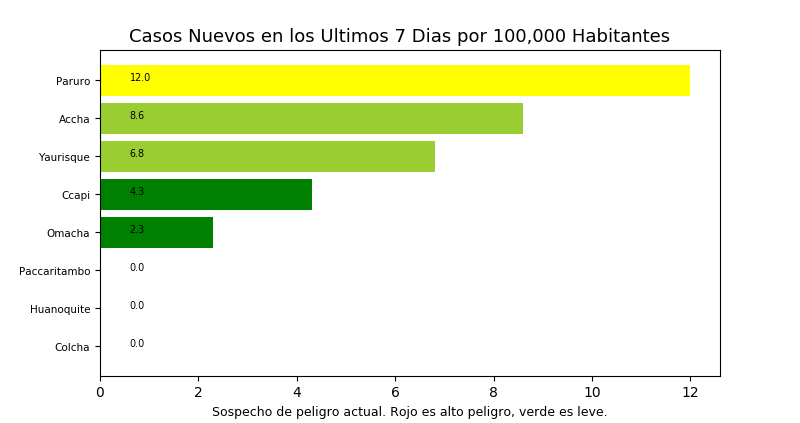 Casos Nuevos en los Ultimos 7 Dias por 100,000 Habitantes
Paruro 12.0
Accha 8.6
Yaurisque 6.8
Ccapi 4.3
Omacha 2.3
Paccaritambo 0.0
Huanoquite 0.0
Colcha 0.0
0 2 4 6 8 10 12
Sospecho de peligro actual. Rojo es alto peligro, verde es leve.